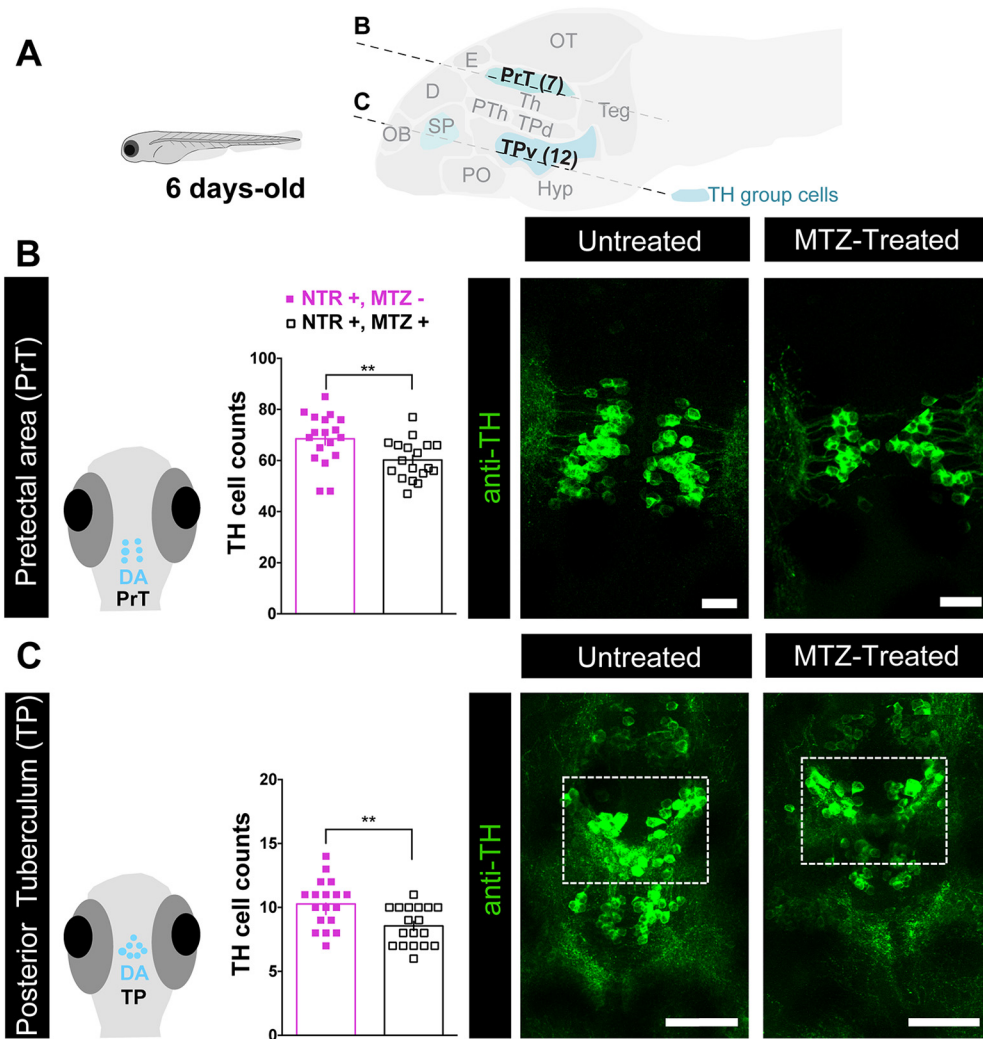 A
6 days-old
B
C
OT
E
PrT (7)
D
Th
Teg
PTh
TPd
OB
SP
TPv (12)
PO
Hyp
TH group cells
B
Untreated
MTZ-Treated
Pretectal area (PrT)
DA
PrT
NTR +, MTZ -
NTR +, MTZ +
TH cell counts
100
80
60
40
20
0
**
anti-TH
C
Untreated
MTZ-Treated
Posterior Tuberculum (TP)
DA
TP
TH cell counts
20
15
10
5
0
**
anti-TH